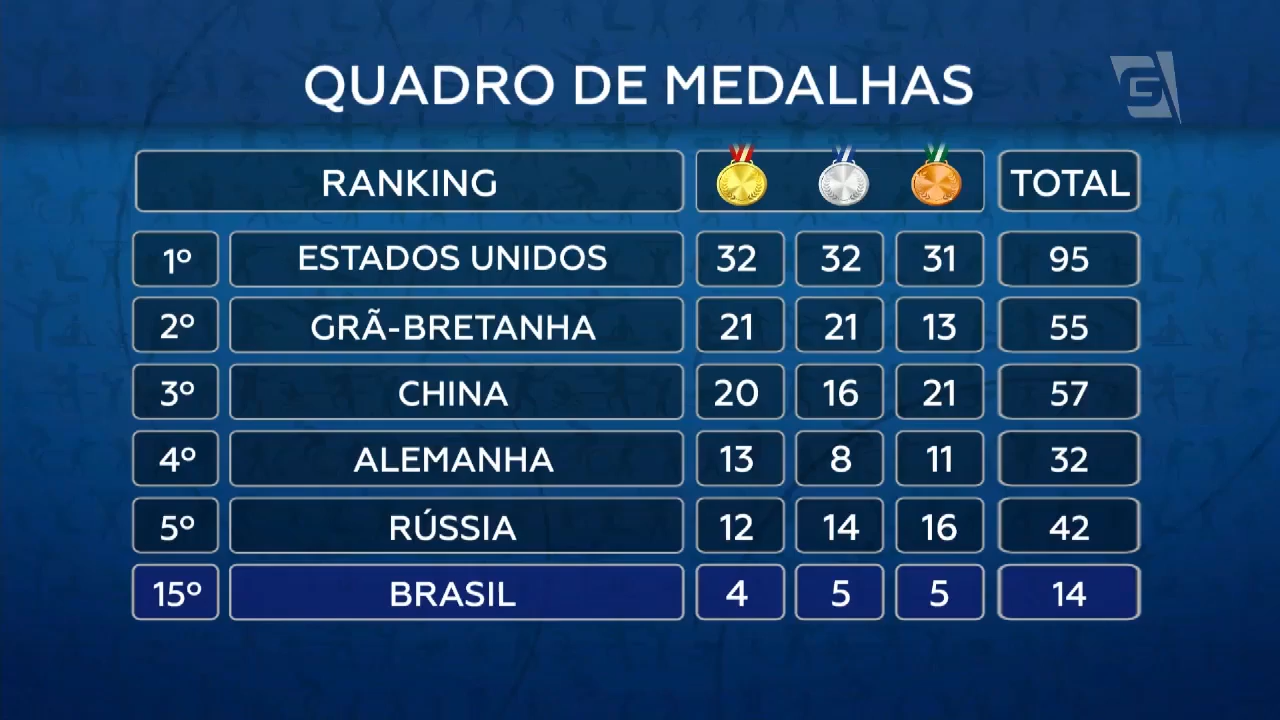 QUADRO DE MEDALHAS
RANKING TOTAL
1º ESTADOS UNIDOS 32 32 31 95
2º GRÃ-BRETANHA 21 21 13 55
3º CHINA 20 16 21 57
4º ALEMANHA 13 8 11 32
5º RÚSSIA 12 14 16 42
15º BRASIL 4 5 5 14